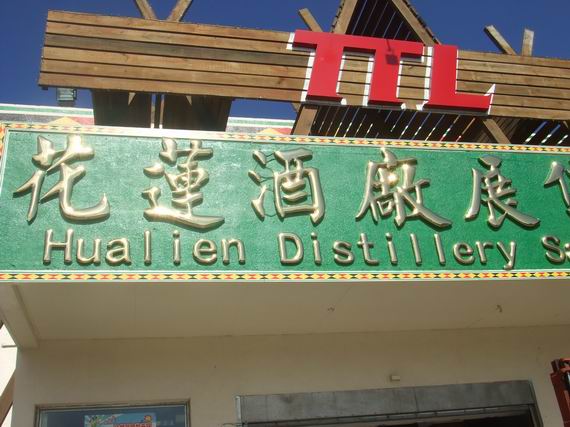 TTL
花蓮酒廠展
Hualien Distillery S